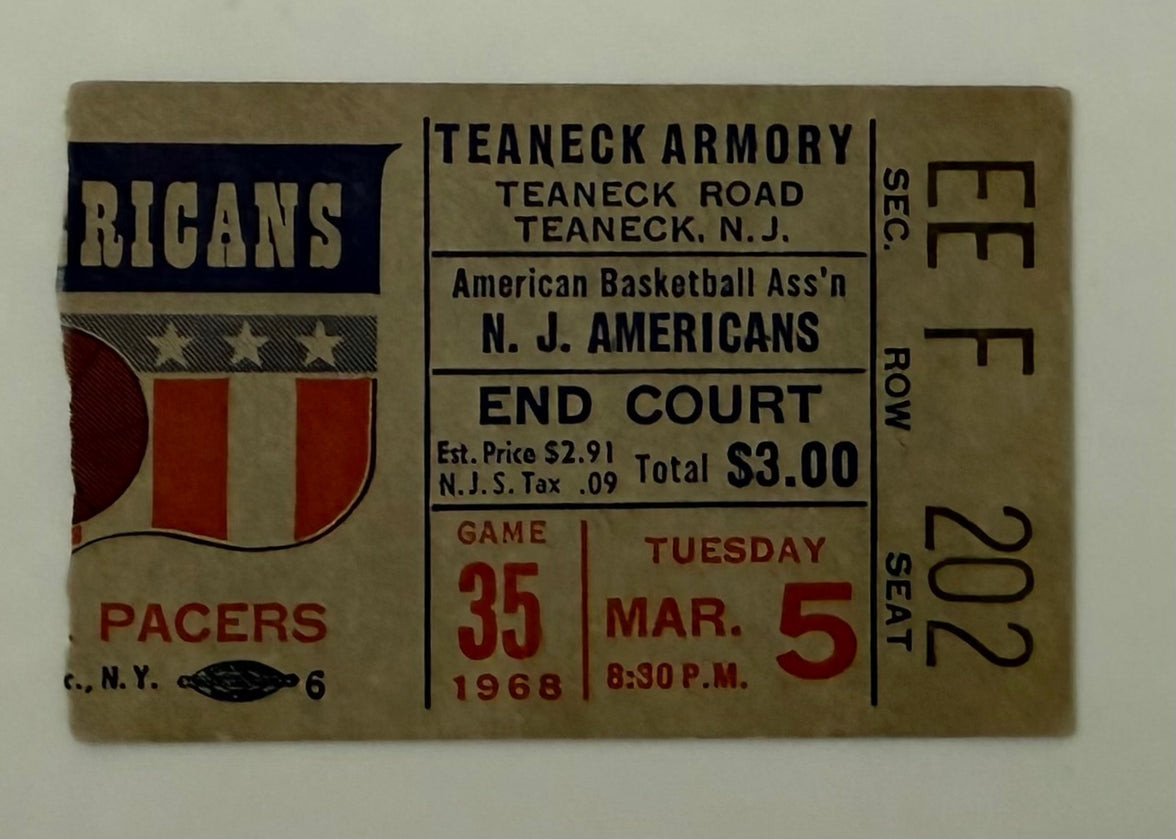 RICANS
PACERS
c., N.Y. 6
TEANECK ARMORY
TEANECK ROAD
TEANECK, N.J.
American Basketball Ass'n
N. J. AMERICANS
END COURT
Est. Price $2.91
N.J.S. Tax .09
Total $3.00
GAME
35
1968
TUESDAY
MAR. 5
8:30 P.M.
SEC. ROW SEAT
EE F 202